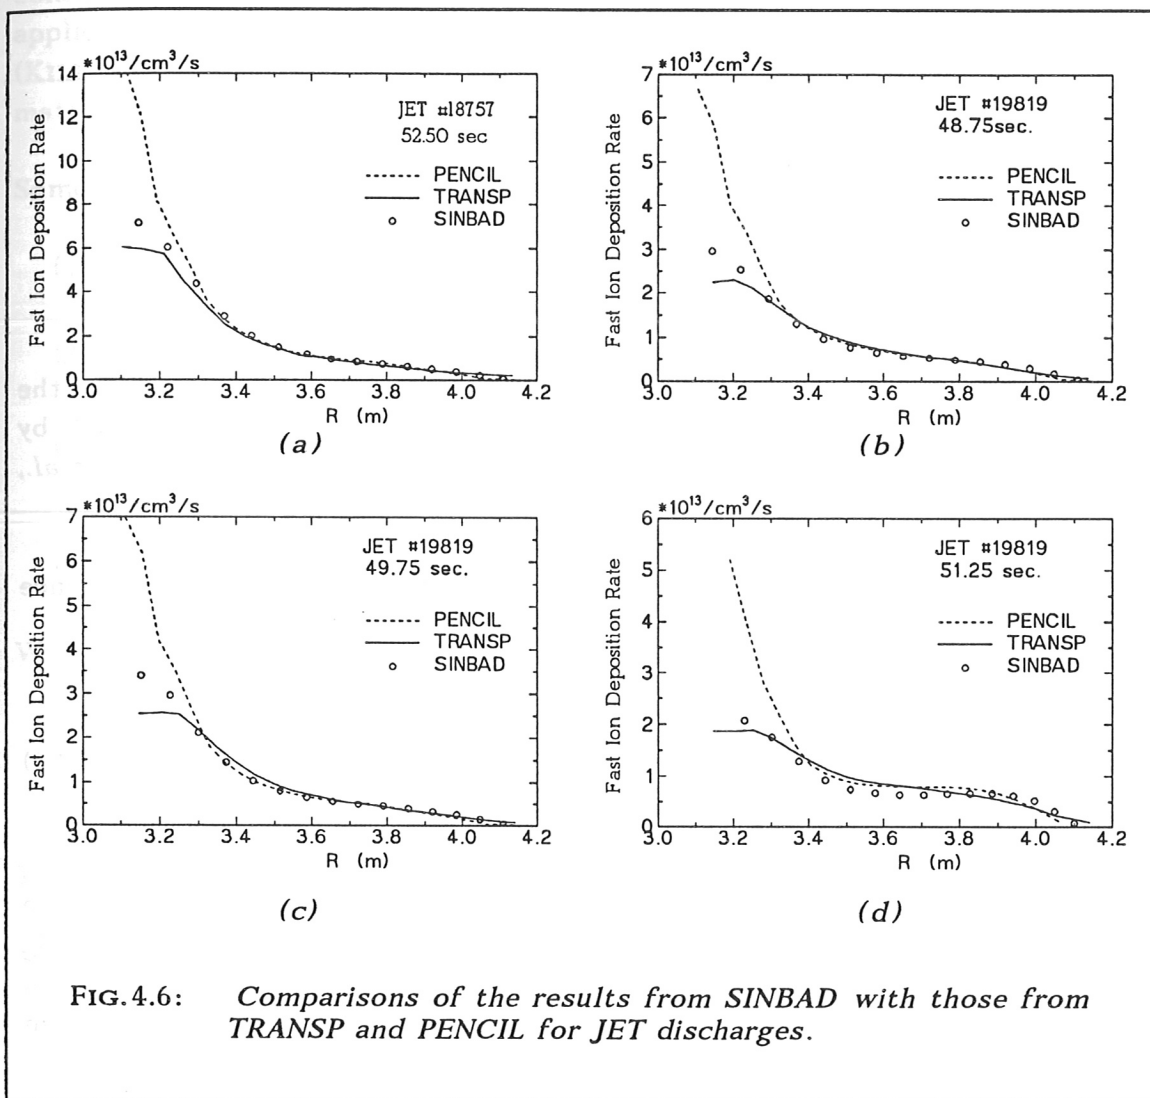 *10¹³/cm³/s
14
12
10
8
6
4
2
0
Fast Ion Deposition Rate
JET #18757
52.50 sec
PENCIL
TRANSP
SINBAD
3.0 3.2 3.4 3.6 3.8 4.0 4.2
R (m)
(a)
*10¹³/cm³/s
7
6
5
4
3
2
1
0
Fast Ion Deposition Rate
JET #19819
48.75sec.
PENCIL
TRANSP
SINBAD
3.0 3.2 3.4 3.6 3.8 4.0 4.2
R (m)
(b)
*10¹³/cm³/s
7
6
5
4
3
2
1
0
Fast Ion Deposition Rate
JET #19819
49.75 sec.
PENCIL
TRANSP
SINBAD
3.0 3.2 3.4 3.6 3.8 4.0 4.2
R (m)
(c)
*10¹³/cm³/s
6
5
4
3
2
1
0
Fast Ion Deposition Rate
JET #19819
51.25 sec.
PENCIL
TRANSP
SINBAD
3.0 3.2 3.4 3.6 3.8 4.0 4.2
R (m)
(d)
FIG.4.6: Comparisons of the results from SINBAD with those from
TRANSP and PENCIL for JET discharges.